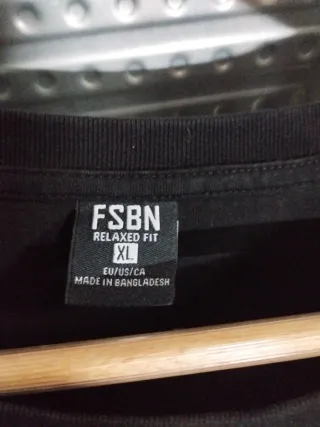 FSBN
RELAXED FIT
XL
EU/US/CA
MADE IN BANGLADESH